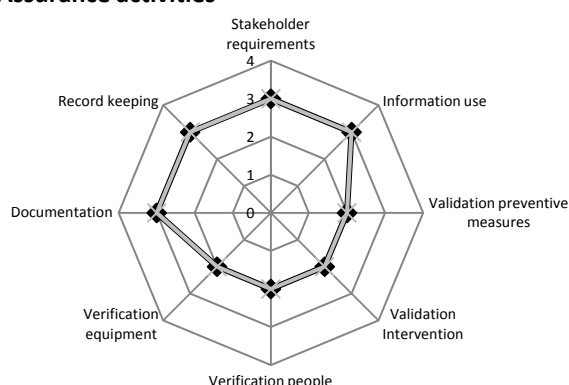 Assurance activities
Stakeholder
requirements
4
Record keeping
3
Information use
2
1
Documentation
0
Validation preventive
measures
Verification
equipment
Validation
Intervention
Verification people